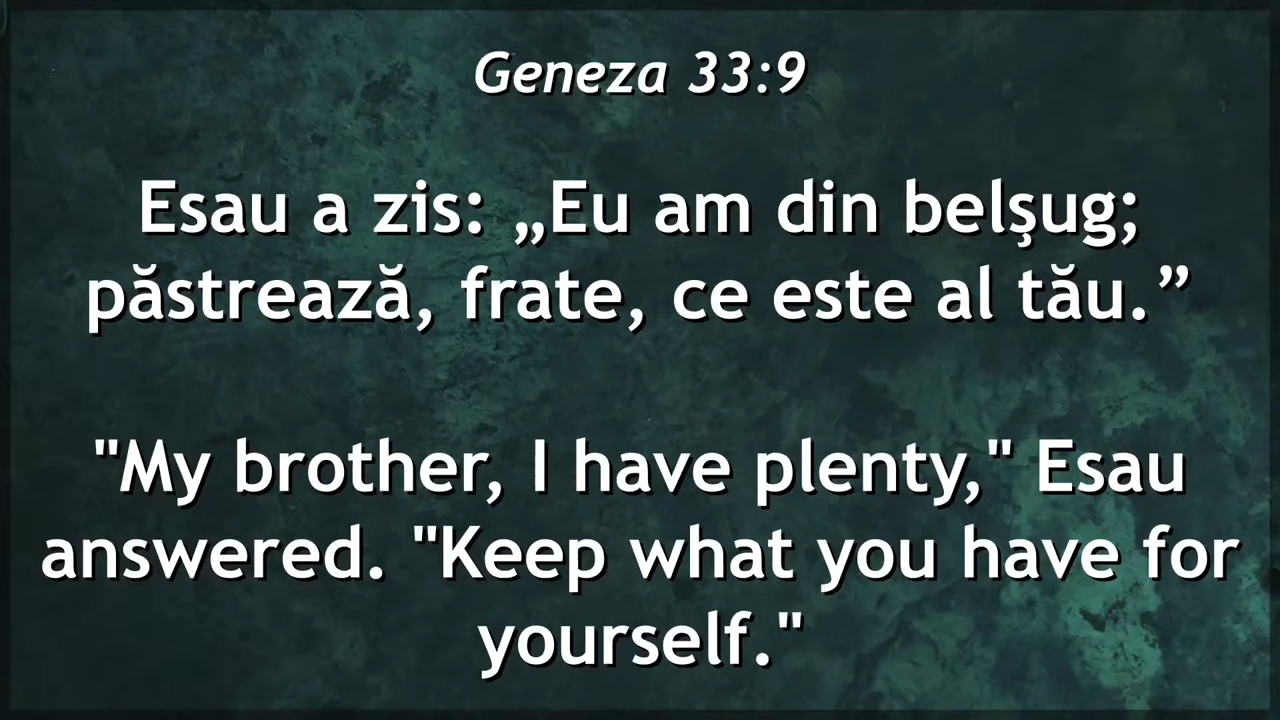 Geneza 33:9
Esau a zis: „Eu am din belşug;
păstrează, frate, ce este al tău.”
"My brother, I have plenty," Esau
answered. "Keep what you have for
yourself."